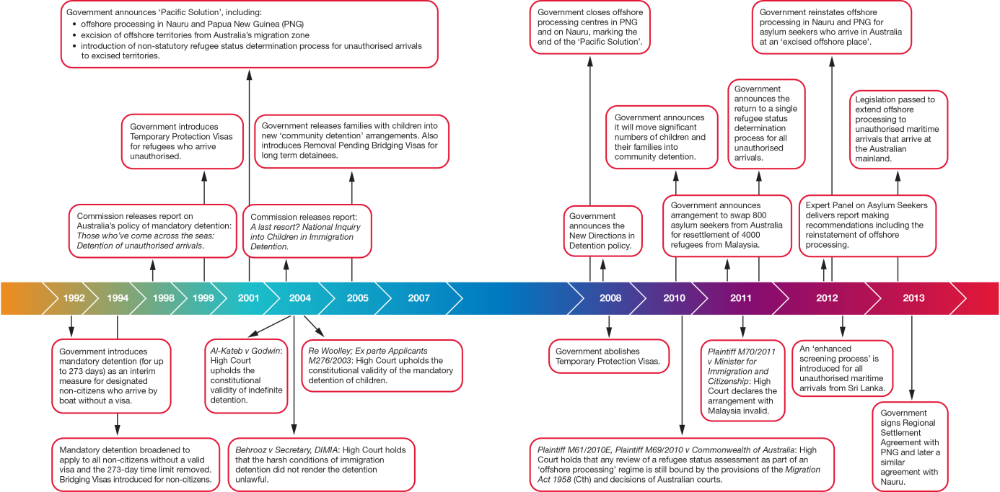 Government announces ‘Pacific Solution’, including:
• offshore processing in Nauru and Papua New Guinea (PNG)
• excision of offshore territories from Australia’s migration zone
• introduction of non-statutory refugee status determination process for unauthorised arrivals
to excised territories.
Government closes offshore
processing centres in PNG
and on Nauru, marking the
end of the ‘Pacific Solution’.
Government reinstates offshore
processing in Nauru and PNG for
asylum seekers who arrive in Australia
at an ‘excised offshore place’.
Government introduces
Temporary Protection Visas
for refugees who arrive
unauthorised.
Government releases families with children into
new ‘community detention’ arrangements. Also
introduces Removal Pending Bridging Visas for
long term detainees.
Government announces
it will move significant
numbers of children and
their families into
community detention.
Government
announces the
return to a single
refugee status
determination
process for all
unauthorised
arrivals.
Legislation passed to
extend offshore
processing to
unauthorised maritime
arrivals that arrive at
the Australian
mainland.
Commission releases report on
Australia’s policy of mandatory detention:
Those who’ve come across the seas:
Detention of unauthorised arrivals.
Commission releases report:
A last resort? National Inquiry
into Children in Immigration
Detention.
Government
announces the
New Directions in
Detention policy.
Government announces
arrangement to swap 800
asylum seekers from Australia
for resettlement of 4000
refugees from Malaysia.
Expert Panel on Asylum Seekers
delivers report making
recommendations including the
reinstatement of offshore
processing.
1992 1994 1998 1999 2001 2004 2005 2007 2008 2010 2011 2012 2013
Government introduces
mandatory detention (for up
to 273 days) as an interim
measure for designated
non-citizens who arrive by
boat without a visa.
Al-Kateb v Godwin:
High Court
upholds the
constitutional
validity of indefinite
detention.
Re Woolley; Ex parte Applicants
M276/2003: High Court upholds the
constitutional validity of the mandatory
detention of children.
Government abolishes
Temporary Protection Visas.
Plaintiff M70/2011
v Minister for
Immigration and
Citizenship: High
Court declares the
arrangement with
Malaysia invalid.
An ‘enhanced
screening process’ is
introduced for all
unauthorised maritime
arrivals from Sri Lanka.
Government
signs Regional
Settlement
Agreement with
PNG and later a
similar
agreement with
Nauru.
Mandatory detention broadened to
apply to all non-citizens without a valid
visa and the 273-day time limit removed.
Bridging Visas introduced for non-citizens.
Behrooz v Secretary, DIMIA: High Court holds
that the harsh conditions of immigration
detention did not render the detention
unlawful.
Plaintiff M61/2010E, Plaintiff M69/2010 v Commonwealth of Australia: High
Court holds that any review of a refugee status assessment as part of an
‘offshore processing’ regime is still bound by the provisions of the Migration
Act 1958 (Cth) and decisions of Australian courts.